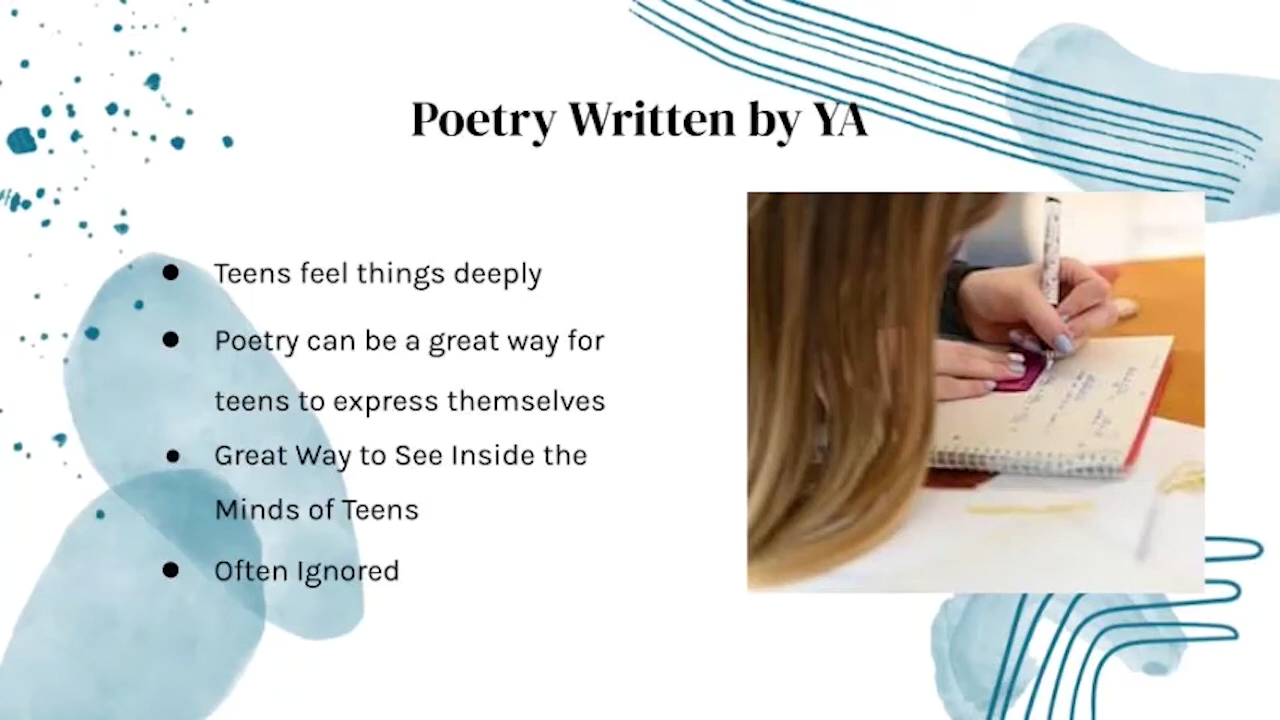 Poetry Written by YA
● Teens feel things deeply
● Poetry can be a great way for
teens to express themselves
● Great Way to See Inside the
Minds of Teens
● Often Ignored